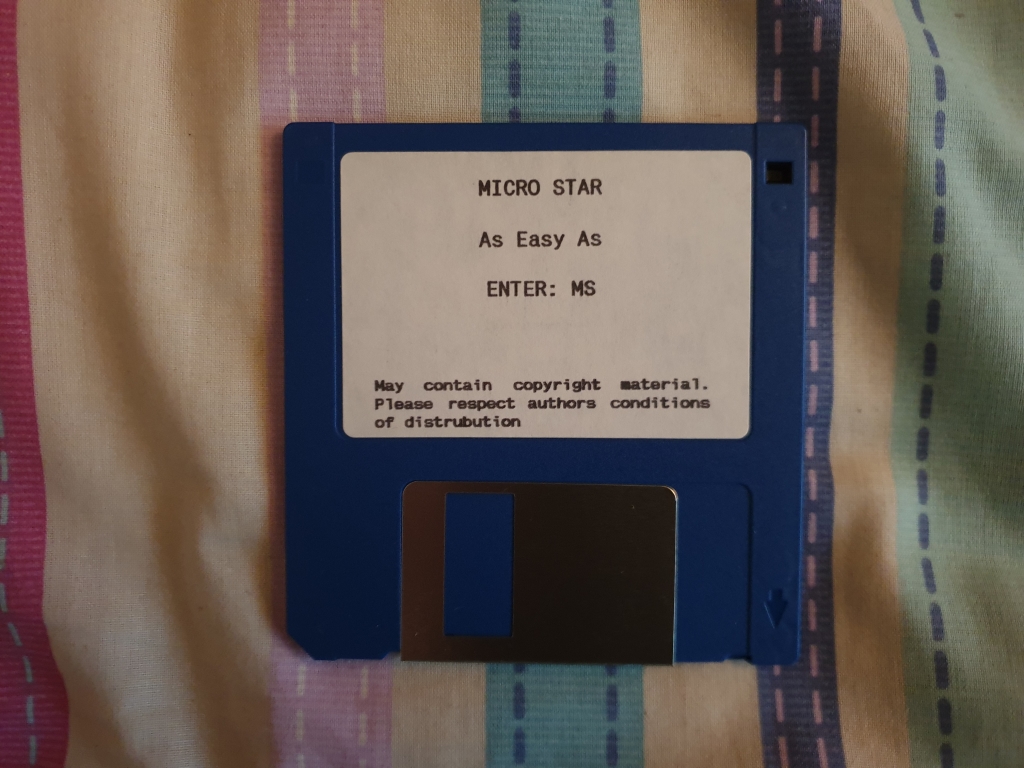 MICRO STAR
As Easy As
ENTER: MS
May contain copyright material.
Please respect authors conditions
of distrubution